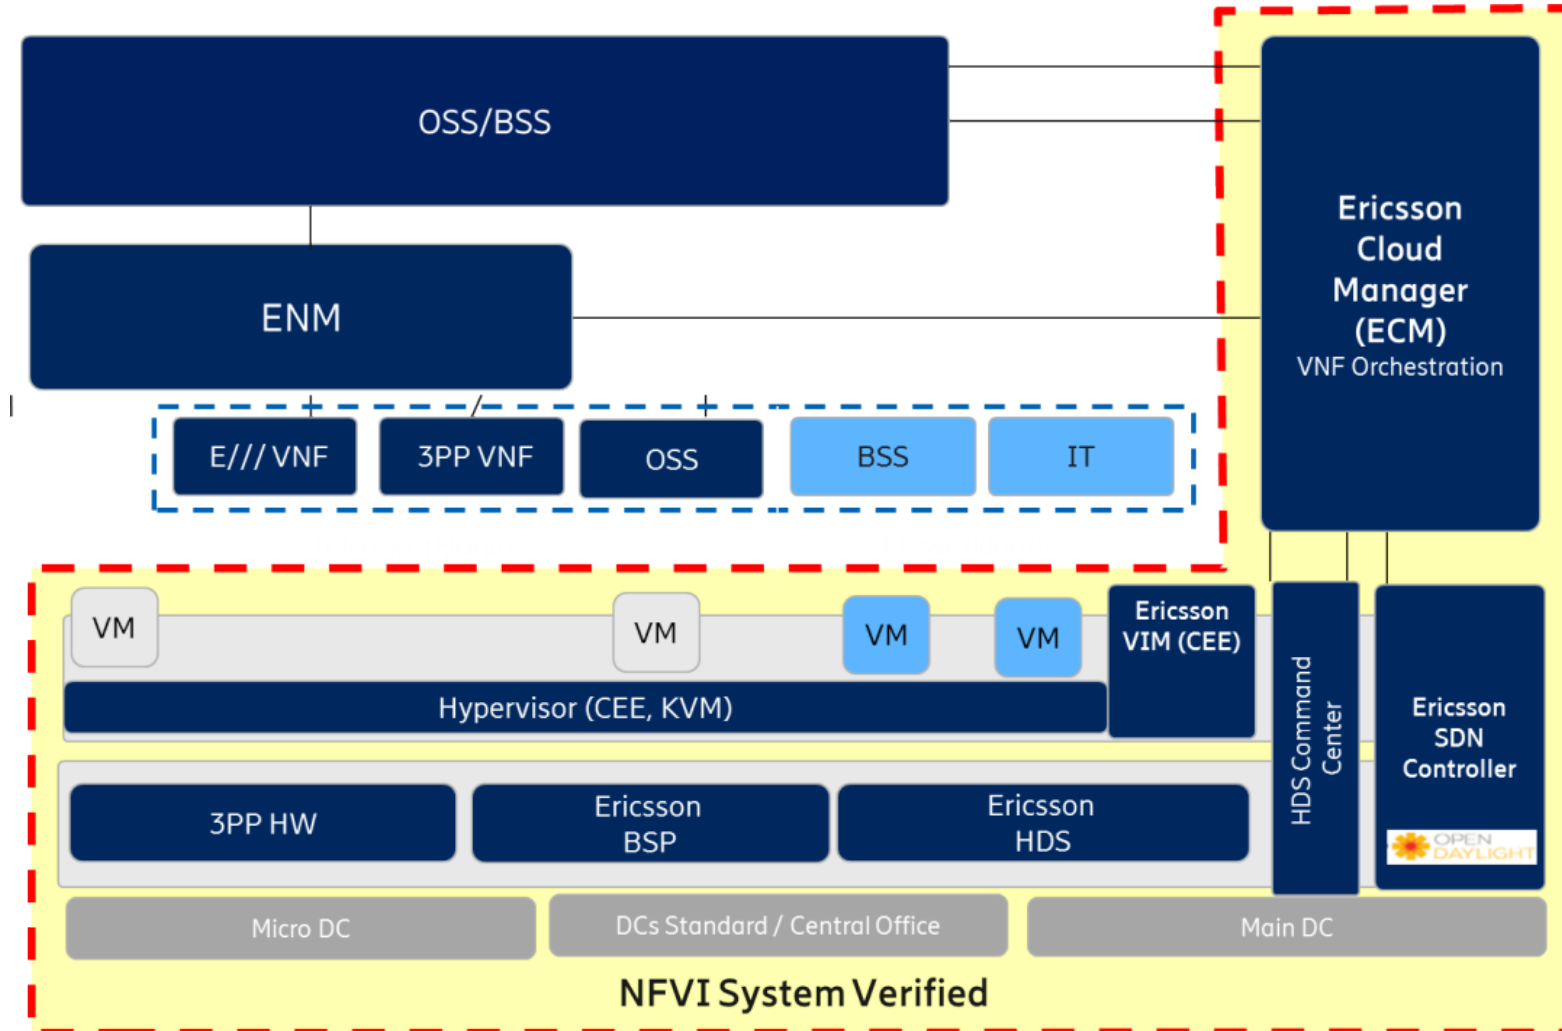 OSS/BSS
Ericsson
Cloud
Manager
(ECM)
VNF Orchestration
ENM
E/// VNF
3PP VNF
OSS
BSS
IT
VM
VM
VM
VM
Ericsson
VIM (CEE)
Hypervisor (CEE, KVM)
HDS Command
Center
Ericsson
SDN
Controller
OPEN
DAYLIGHT
3PP HW
Ericsson
BSP
Ericsson
HDS
Micro DC
DCs Standard / Central Office
Main DC
NFVI System Verified